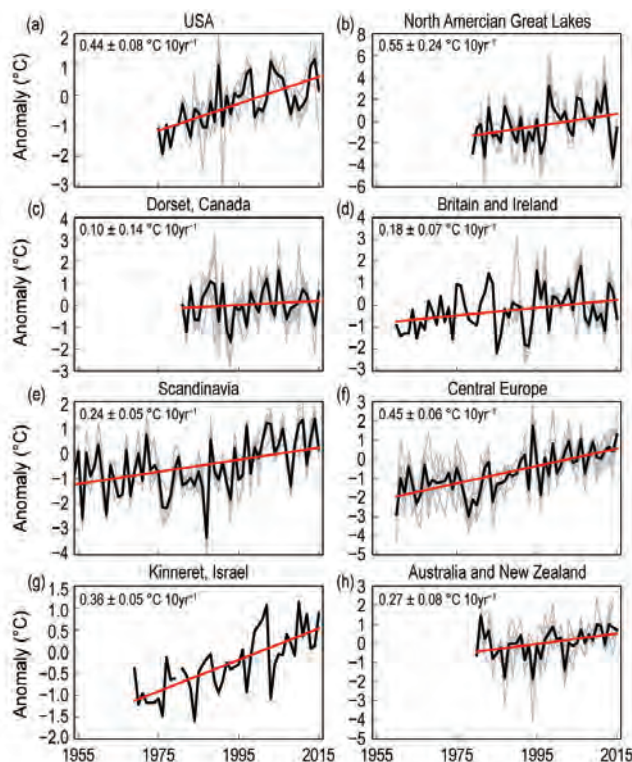 (a) USA
0.44 ± 0.08 °C 10yr⁻¹
Anomaly (°C)
2
1
0
−1
−2
−3
(b) North Amercian Great Lakes
0.55 ± 0.24 °C 10yr⁻¹
8
6
4
2
0
−2
−4
−6
(c) Dorset, Canada
0.10 ± 0.14 °C 10yr⁻¹
Anomaly (°C)
4
3
2
1
0
−1
−2
−3
(d) Britain and Ireland
0.18 ± 0.07 °C 10yr⁻¹
4
3
2
1
0
−1
−2
−3
(e) Scandinavia
0.24 ± 0.05 °C 10yr⁻¹
Anomaly (°C)
2
1
0
−1
−2
−3
−4
(f) Central Europe
0.45 ± 0.06 °C 10yr⁻¹
3
2
1
0
−1
−2
−3
−4
−5
(g) Kinneret, Israel
0.36 ± 0.05 °C 10yr⁻¹
Anomaly (°C)
1.5
1.0
0.5
0.0
−0.5
−1.0
−1.5
−2.0
1955 1975 1995 2015
(h) Australia and New Zealand
0.27 ± 0.08 °C 10yr⁻¹
3
2
1
0
−1
−2
−3
−4
−5
1955 1975 1995 2015